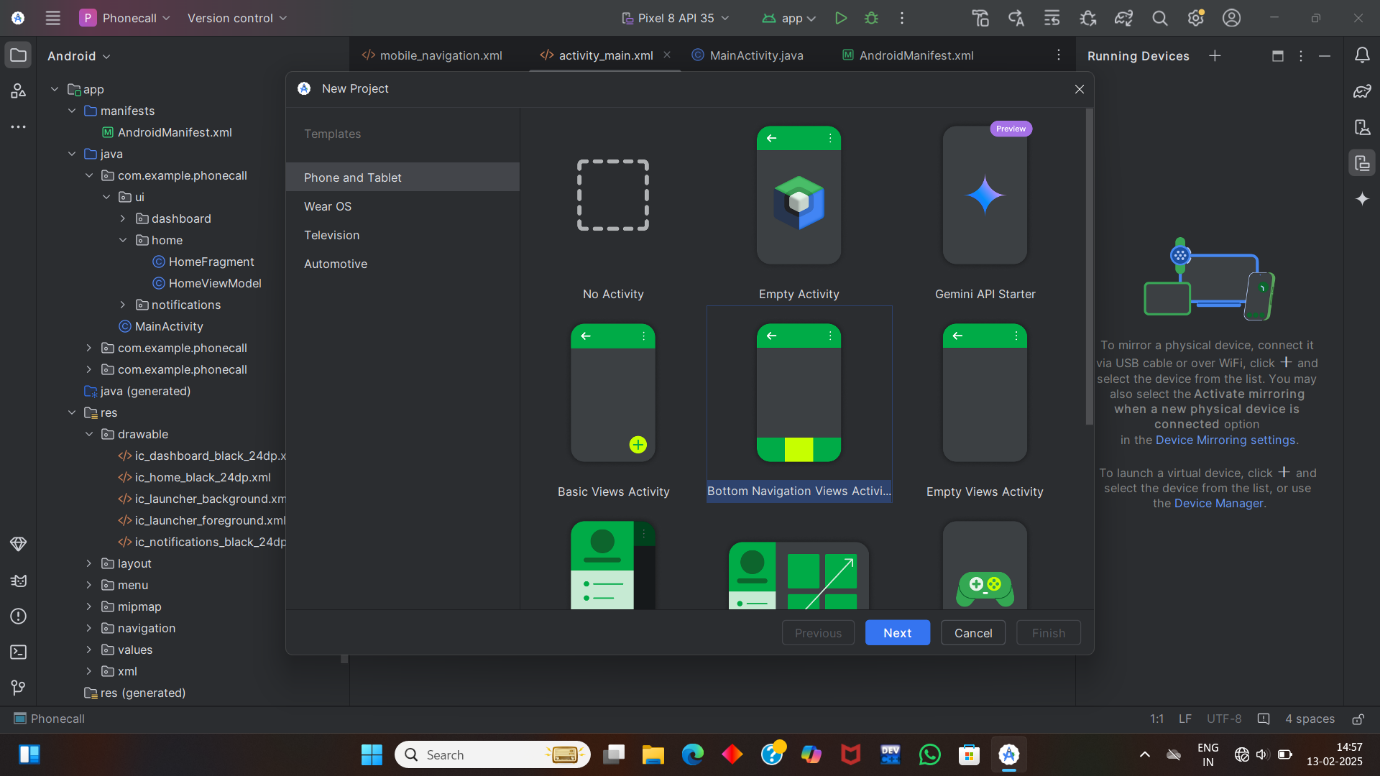 P Phonecall
Version control
Pixel 8 API 35
app
Android
mobile_navigation.xml
activity_main.xml
MainActivity.java
AndroidManifest.xml
Running Devices
app
manifests
AndroidManifest.xml
java
com.example.phonecall
ui
dashboard
home
HomeFragment
HomeViewModel
notifications
MainActivity
com.example.phonecall
com.example.phonecall
java (generated)
res
drawable
ic_dashboard_black_24dp.x
ic_home_black_24dp.xml
ic_launcher_background.xm
ic_launcher_foreground.xml
ic_notifications_black_24dp
layout
menu
mipmap
navigation
values
xml
res (generated)
New Project
Templates
Phone and Tablet
Wear OS
Television
Automotive
Preview
No Activity
Empty Activity
Gemini API Starter
Basic Views Activity
Bottom Navigation Views Activi...
Empty Views Activity
Previous
Next
Cancel
Finish
To mirror a physical device, connect it
via USB cable or over WiFi, click + and
select the device from the list. You may
also select the Activate mirroring
when a new physical device is
connected option
in the Device Mirroring settings.
To launch a virtual device, click + and
select the device from the list, or use
the Device Manager.
Phonecall
1:1 LF UTF-8 4 spaces
Search
DEV
ENG
IN
14:57
13-02-2025